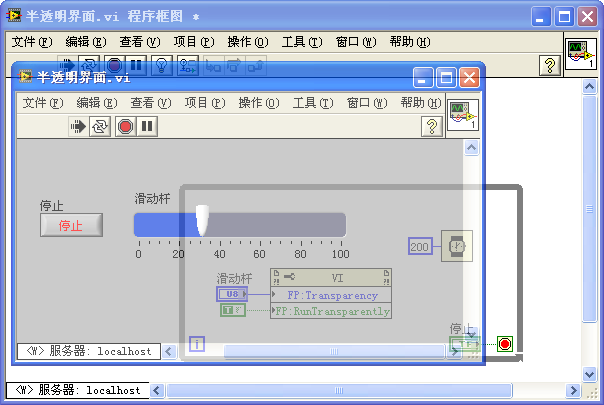 半透明界面.vi 程序框图 *
文件(F) 编辑(E) 查看(V) 项目(P) 操作(O) 工具(T) 窗口(W) 帮助(H)
?
1
半透明界面.vi
文件(F) 编辑(E) 查看(V) 项目(P) 操作(O) 工具(T) 窗口(W) 帮助(H)
?
1
停止
停止
滑动杆
0 20 40 60 80 100
200
滑动杆
U8
TF
VI
FP:Transparency
FP:RunTransparently
i
停止
TF
<W> 服务器: localhost
<W> 服务器: localhost